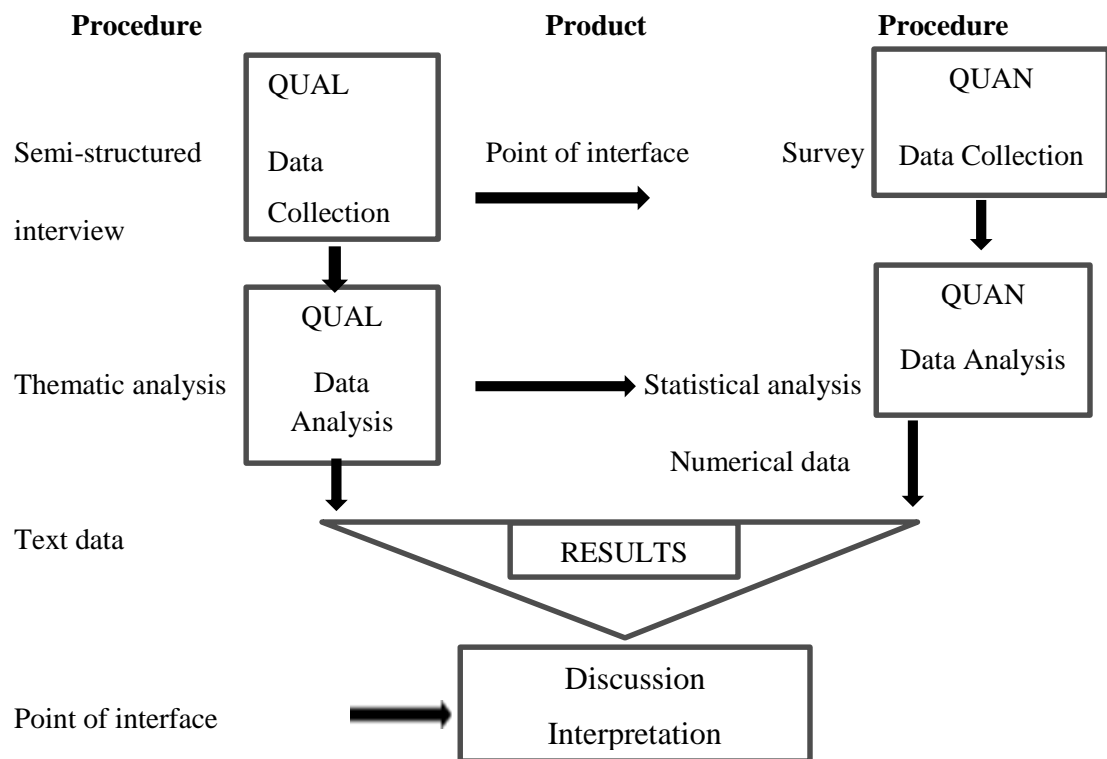 Procedure
Product
Procedure
QUAL
QUAN
Semi-structured
Data
Point of interface
Survey
Data Collection
interview
Collection
QUAL
QUAN
Thematic analysis
Data
Statistical analysis
Data Analysis
Analysis
Numerical data
Text data
RESULTS
Discussion
Point of interface
Interpretation